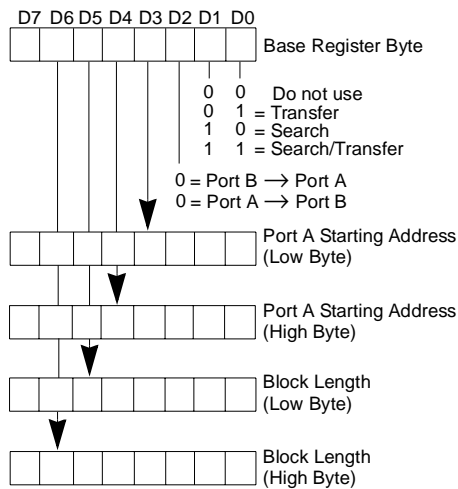 D7 D6 D5 D4 D3 D2 D1 D0
Base Register Byte
0 0 Do not use
0 1 = Transfer
1 0 = Search
1 1 = Search/Transfer
0 = Port B → Port A
0 = Port A → Port B
Port A Starting Address
(Low Byte)
Port A Starting Address
(High Byte)
Block Length
(Low Byte)
Block Length
(High Byte)